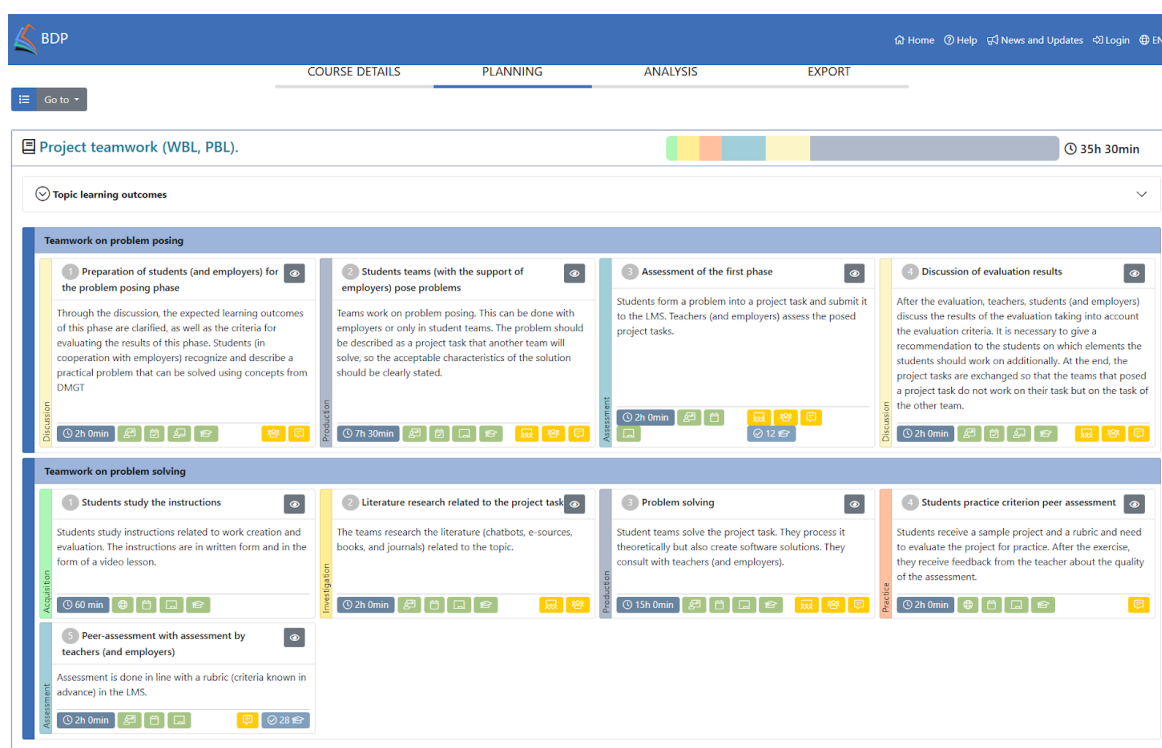 BDP
Home Help News and Updates Login EN
COURSE DETAILS PLANNING ANALYSIS EXPORT
Go to
Project teamwork (WBL, PBL).
35h 30min
Topic learning outcomes
Teamwork on problem posing
1 Preparation of students (and employers) for
the problem posing phase
Through the discussion, the expected learning outcomes
of this phase are clarified, as well as the criteria for
evaluating the results of this phase. Students (in
cooperation with employers) recognize and describe a
practical problem that can be solved using concepts from
DMGT
Discussion
2h 0min
2 Students teams (with the support of
employers) pose problems
Teams work on problem posing. This can be done with
employers or only in student teams. The problem should
be described as a project task that another team will
solve, so the acceptable characteristics of the solution
should be clearly stated.
Production
7h 30min
3 Assessment of the first phase
Students form a problem into a project task and submit it
to the LMS. Teachers (and employers) assess the posed
project tasks.
Assessment
2h 0min
12
4 Discussion of evaluation results
After the evaluation, teachers, students (and employers)
discuss the results of the evaluation taking into account
the evaluation criteria. It is necessary to give a
recommendation to the students on which elements the
students should work on additionally. At the end, the
project tasks are exchanged so that the teams that posed
a project task do not work on their task but on the task of
the other team.
Discussion
2h 0min
Teamwork on problem solving
1 Students study the instructions
Students study instructions related to work creation and
evaluation. The instructions are in written form and in the
form of a video lesson.
Acquisition
60 min
2 Literature research related to the project task
The teams research the literature (chatbots, e-sources,
books, and journals) related to the topic.
Investigation
2h 0min
3 Problem solving
Student teams solve the project task. They process it
theoretically but also create software solutions. They
consult with teachers (and employers).
Production
15h 0min
4 Students practice criterion peer assessment
Students receive a sample project and a rubric and need
to evaluate the project for practice. After the exercise,
they receive feedback from the teacher about the quality
of the assessment.
Practice
2h 0min
5 Peer-assessment with assessment by
teachers (and employers)
Assessment is done in line with a rubric (criteria known in
advance) in the LMS.
Assessment
2h 0min
28